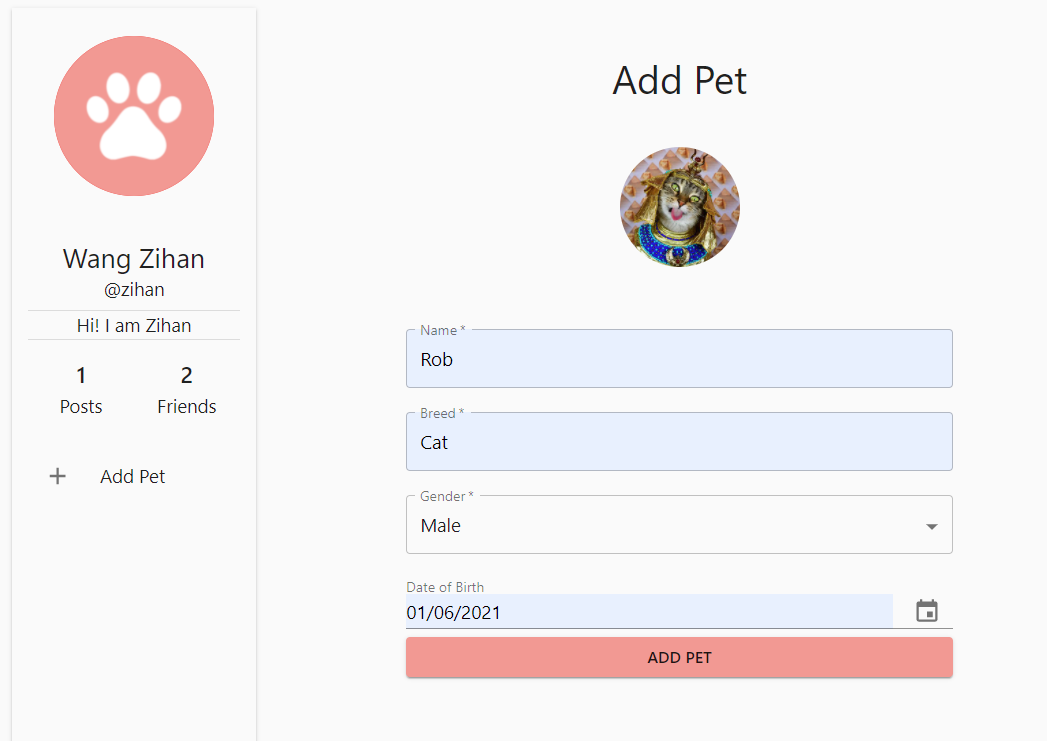 Wang Zihan
@zihan
Hi! I am Zihan
1 2
Posts Friends
Add Pet
Add Pet
Name *
Rob
Breed *
Cat
Gender *
Male
Date of Birth
01/06/2021
ADD PET